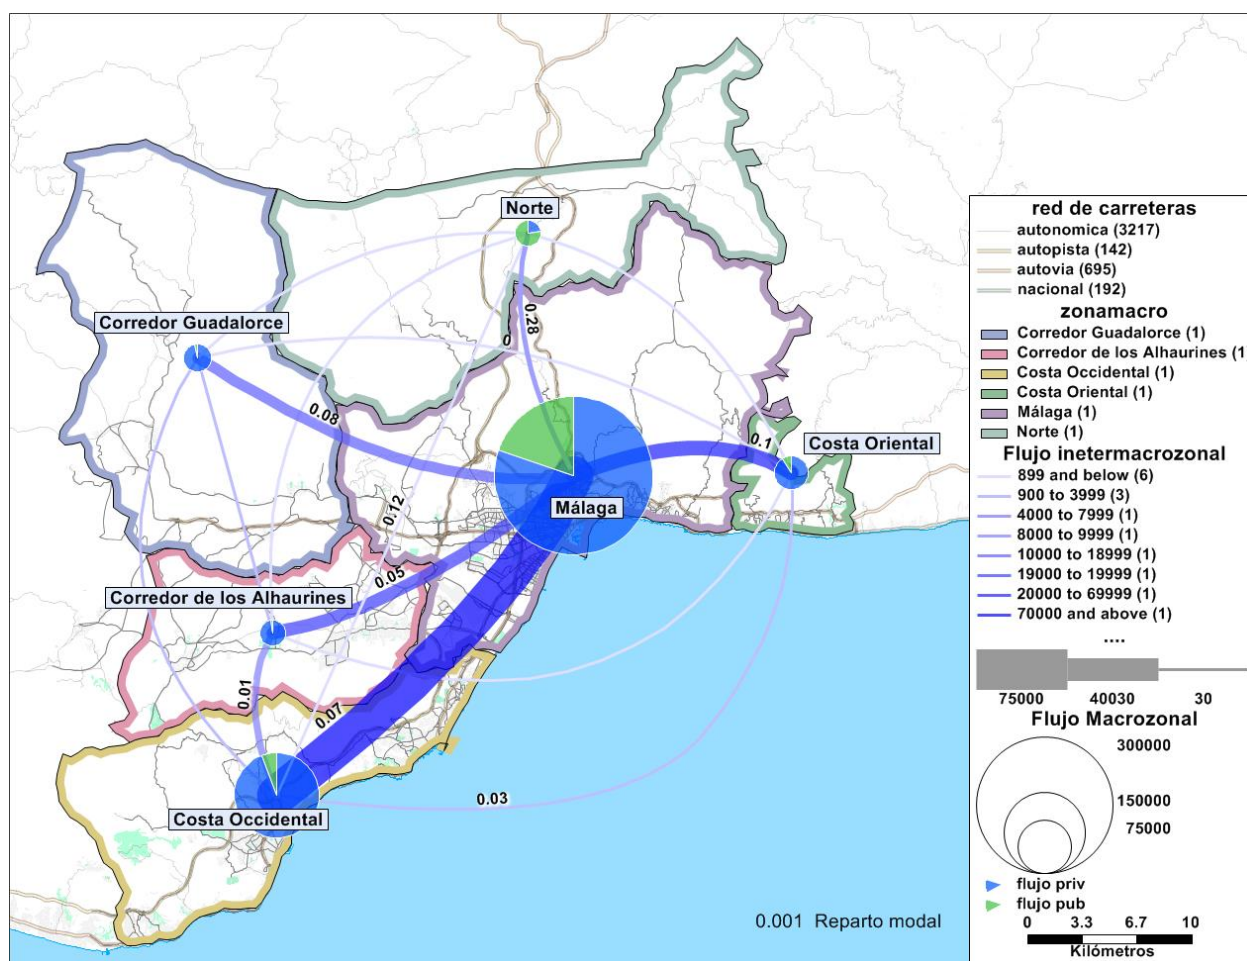 Norte
Corredor Guadalorce
0.28
0
0.08
0.1
Costa Oriental
Málaga
0.12
0.05
Corredor de los Alhaurines
0.01
0.07
Costa Occidental
0.03
0.001 Reparto modal
red de carreteras
autonomica (3217)
autopista (142)
autovia (695)
nacional (192)
zonamacro
Corredor Guadalorce (1)
Corredor de los Alhaurines (1)
Costa Occidental (1)
Costa Oriental (1)
Málaga (1)
Norte (1)
Flujo inetermacrozonal
899 and below (6)
900 to 3999 (3)
4000 to 7999 (1)
8000 to 9999 (1)
10000 to 18999 (1)
19000 to 19999 (1)
20000 to 69999 (1)
70000 and above (1)
....
75000 40030 30
Flujo Macrozonal
300000
150000
75000
flujo priv
flujo pub
0 3.3 6.7 10
Kilómetros